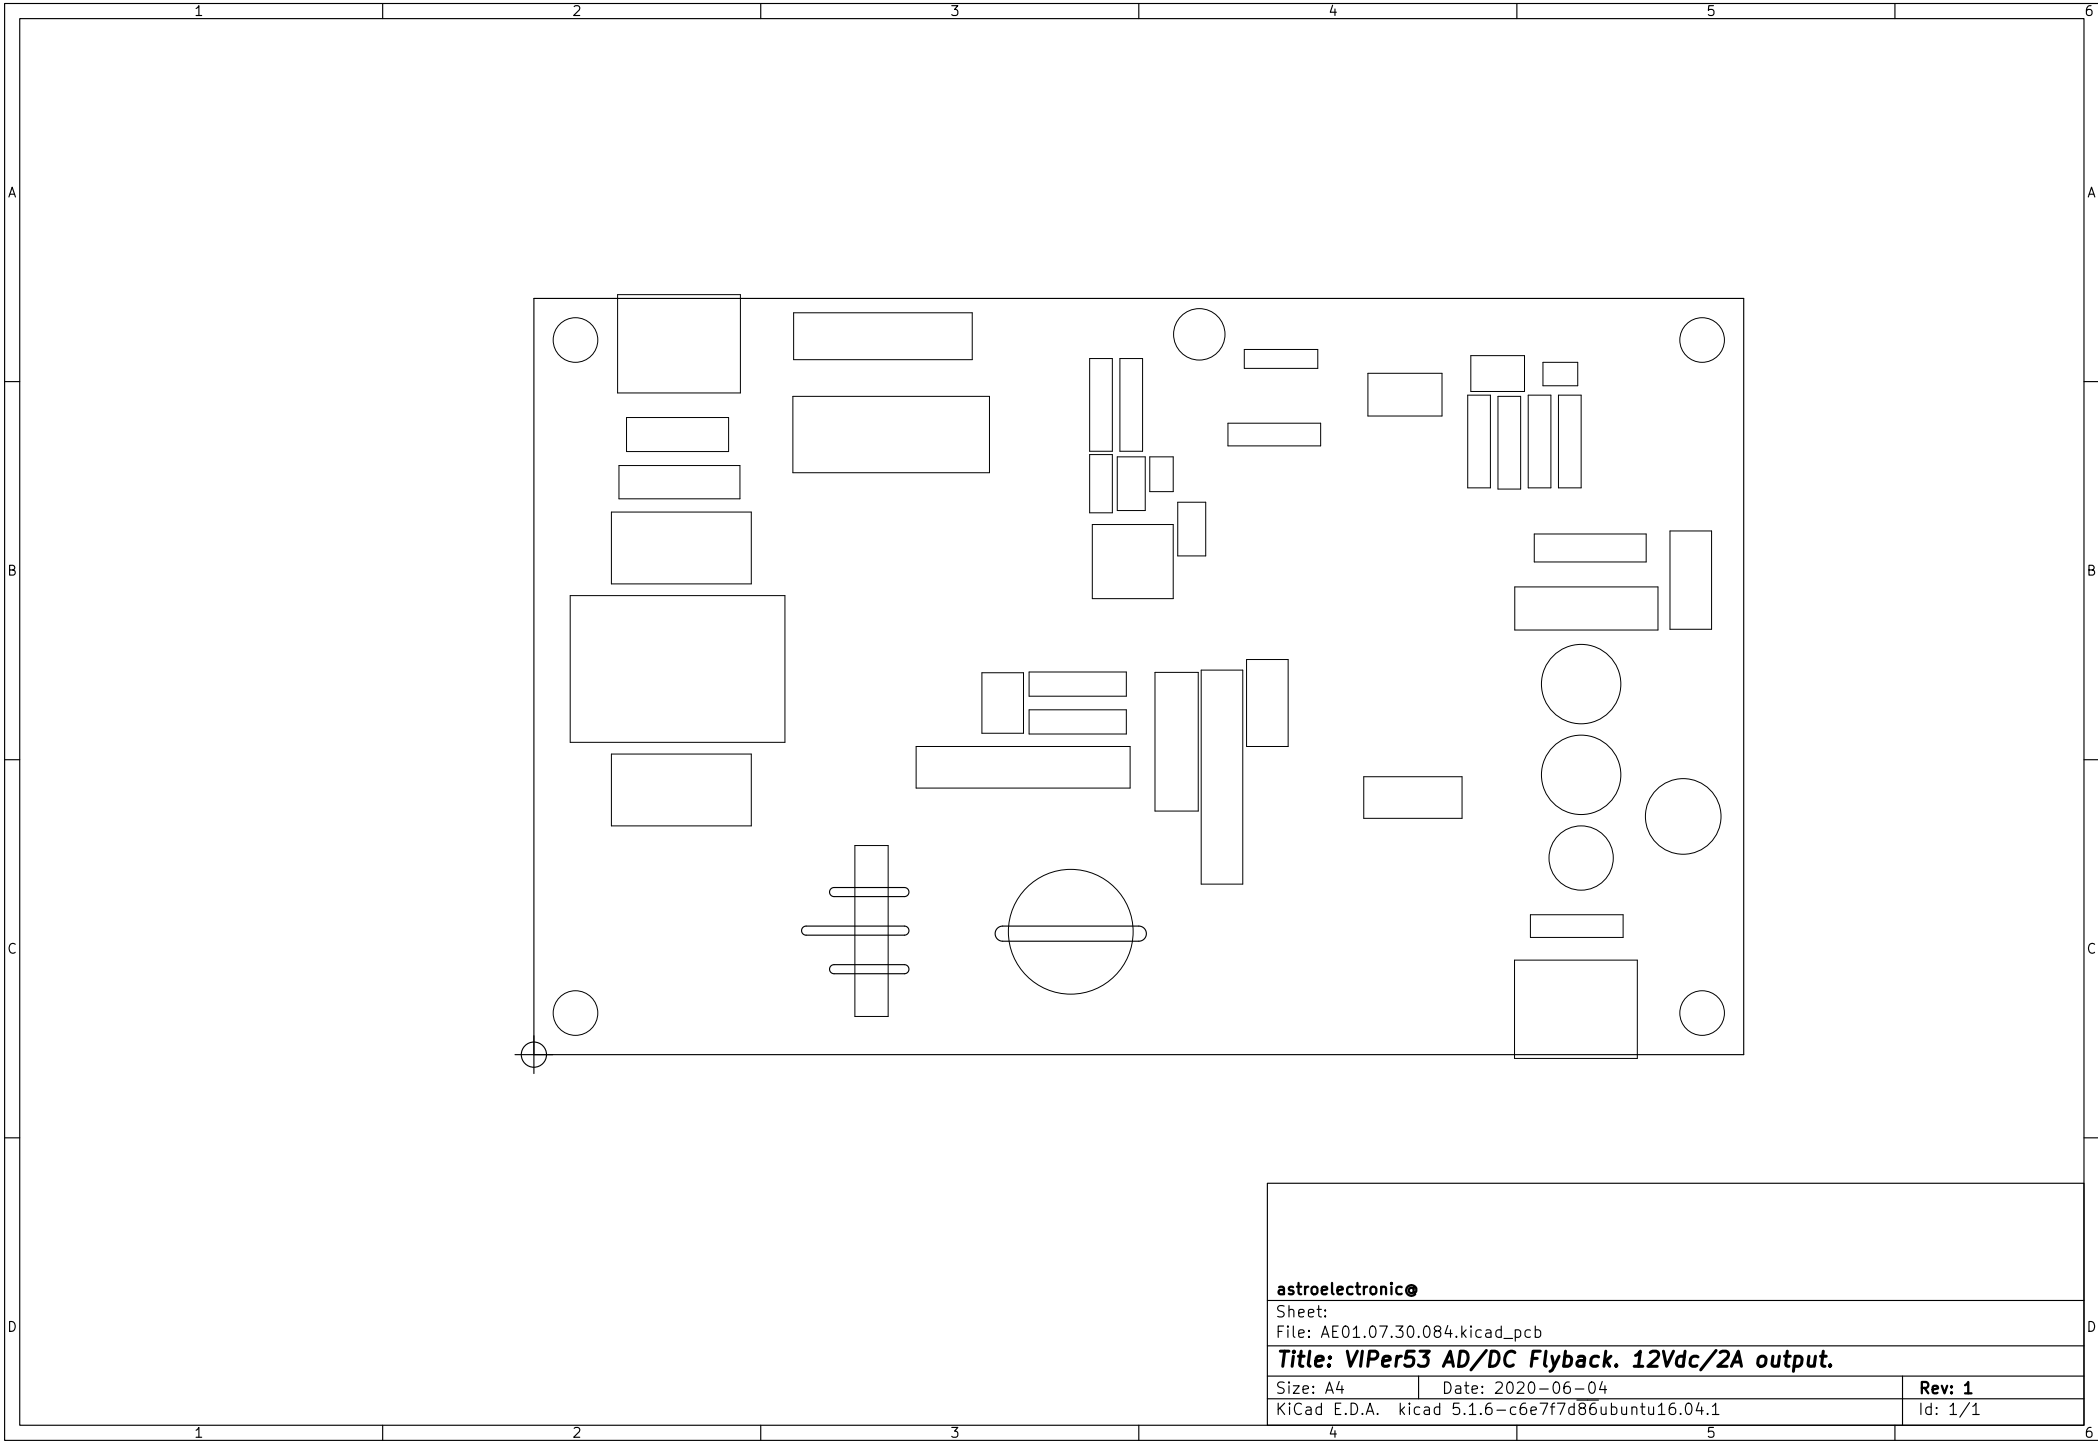 1 2 3 4 5 6
A A
B B
C C
astroelectronic@
Sheet:
File: AE01.07.30.084.kicad_pcb
D D
Title: VIPer53 AD/DC Flyback. 12Vdc/2A output.
Size: A4 Date: 2020-06-04 Rev: 1
KiCad E.D.A. kicad 5.1.6-c6e7f7d86ubuntu16.04.1 Id: 1/1
1 2 3 4 5 6